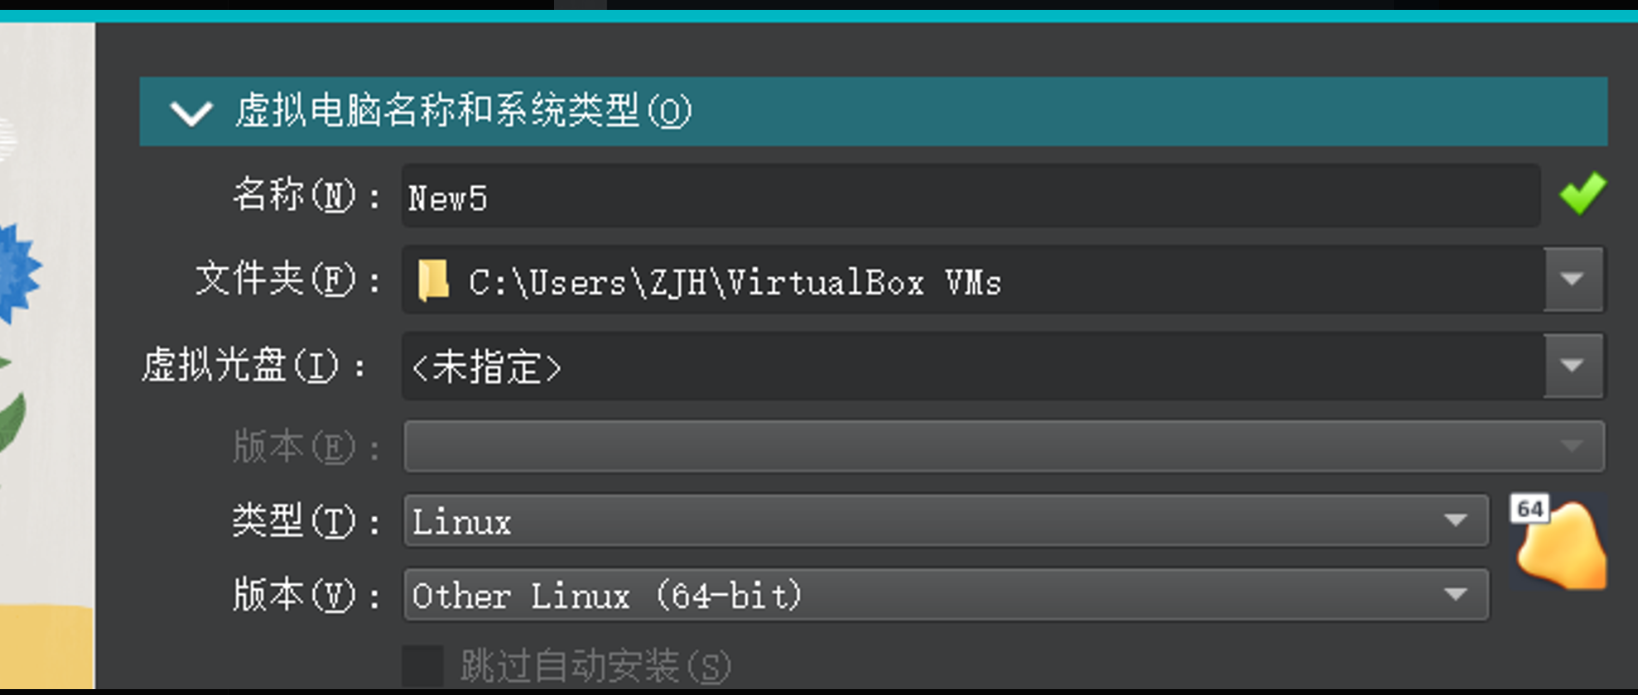 虚拟电脑名称和系统类型(O)
名称(N): New5
文件夹(F): C:\Users\ZJH\VirtualBox VMs
虚拟光盘(I): <未指定>
版本(E):
类型(T): Linux
64
版本(V): Other Linux (64-bit)
跳过自动安装(S)